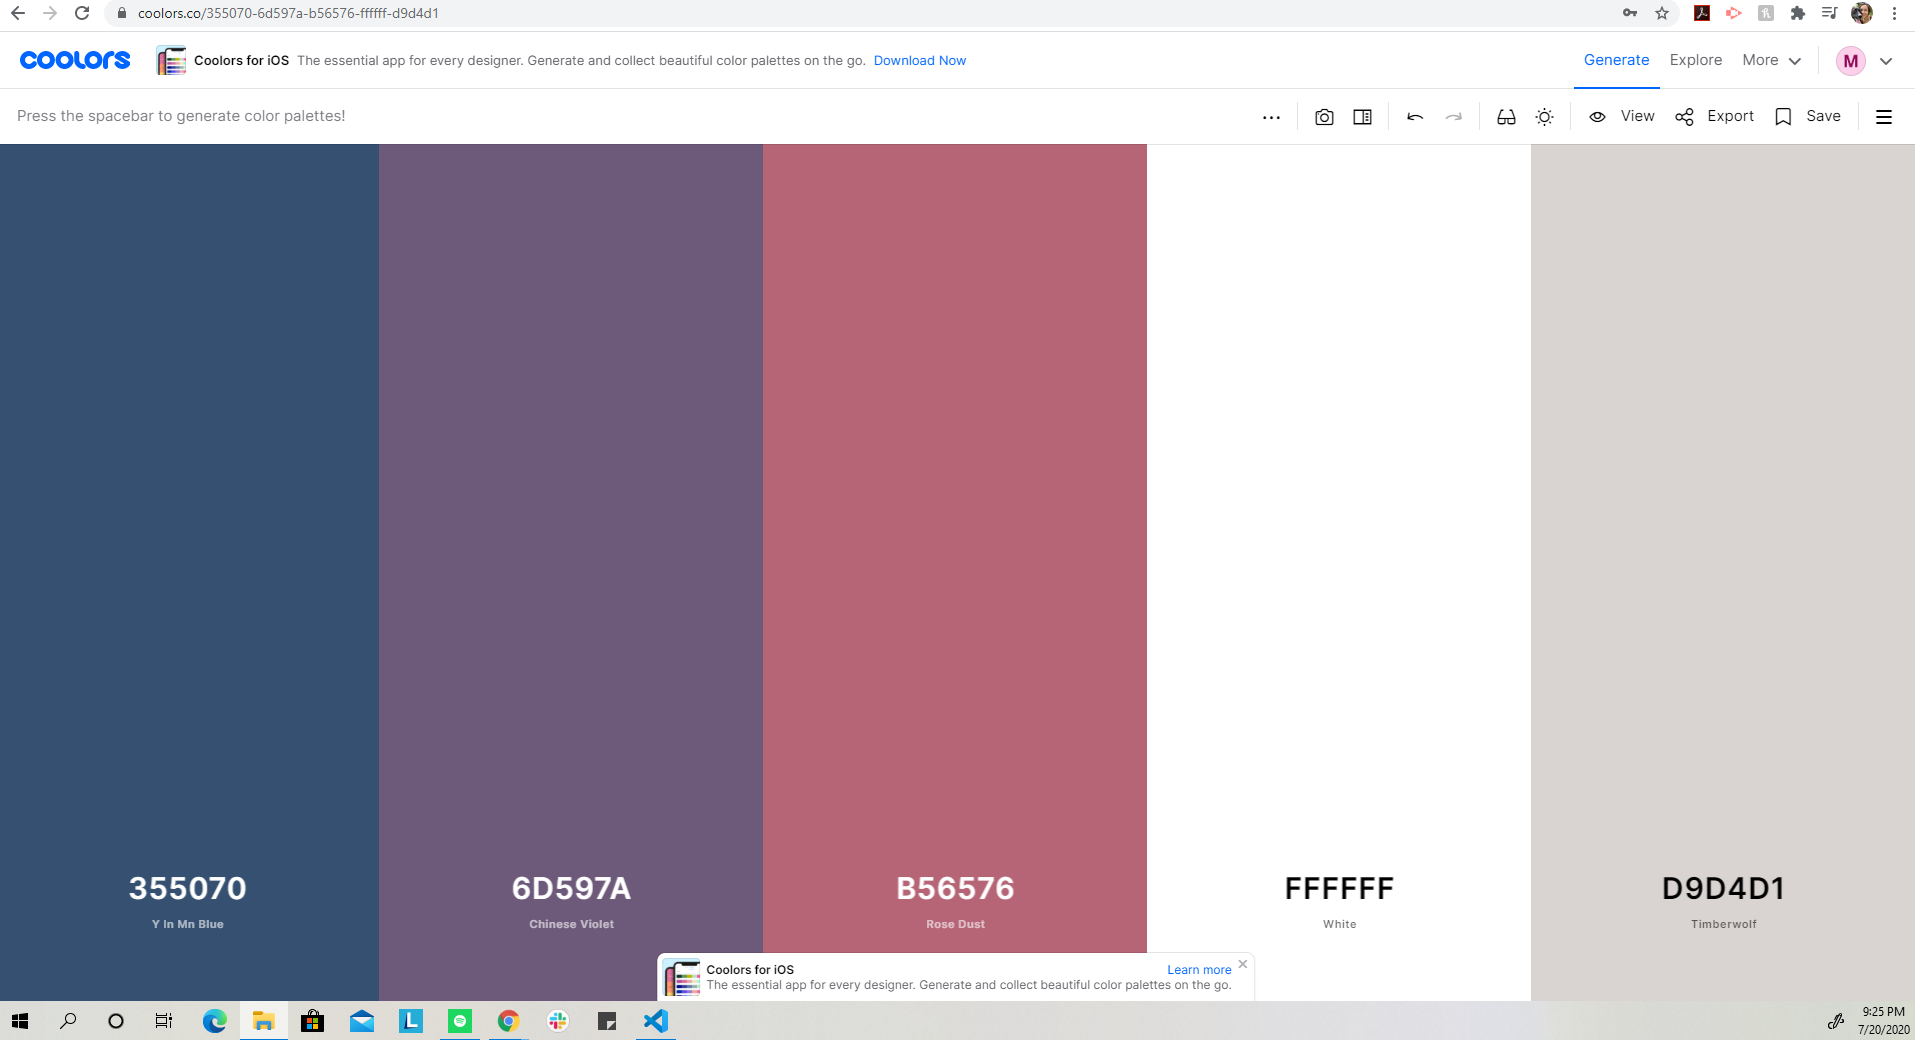 coolors.co/355070-6d597a-b56576-ffffff-d9d4d1
coolors
Coolors for iOS The essential app for every designer. Generate and collect beautiful color palettes on the go. Download Now
Generate Explore More M
Press the spacebar to generate color palettes!
View Export Save
355070
Y In Mn Blue
6D597A
Chinese Violet
B56576
Rose Dust
FFFFFF
White
D9D4D1
Timberwolf
Coolors for iOS Learn more
The essential app for every designer. Generate and collect beautiful color palettes on the go.
L
9:25 PM
7/20/2020